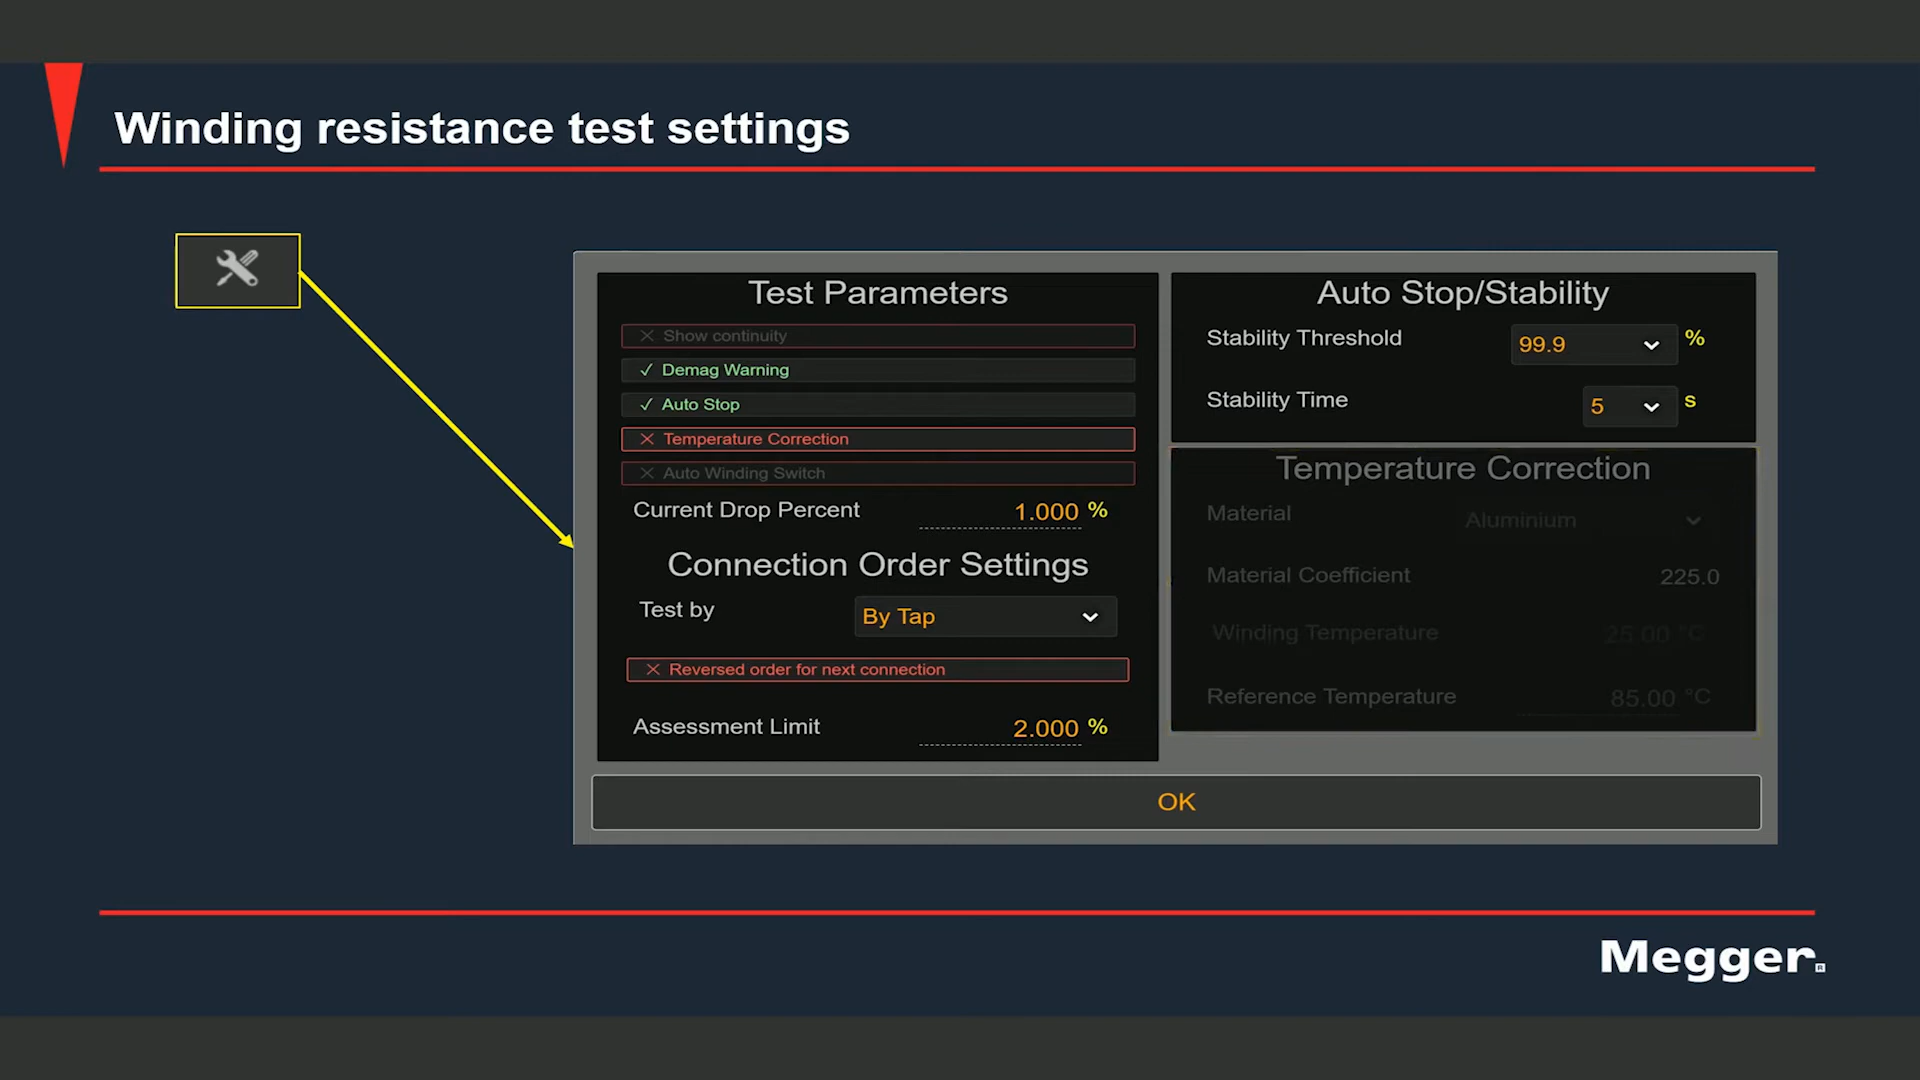 Winding resistance test settings
Test Parameters
Show continuity
Demag Warning
Auto Stop
Temperature Correction
Auto Winding Switch
Current Drop Percent 1.000 %
Connection Order Settings
Test by By Tap
Reversed order for next connection
Assessment Limit 2.000 %
Auto Stop/Stability
Stability Threshold 99.9 %
Stability Time 5 s
Temperature Correction
Material Aluminium
Material Coefficient 225.0
Winding Temperature 25.00 °C
Reference Temperature 85.00 °C
OK
Megger®